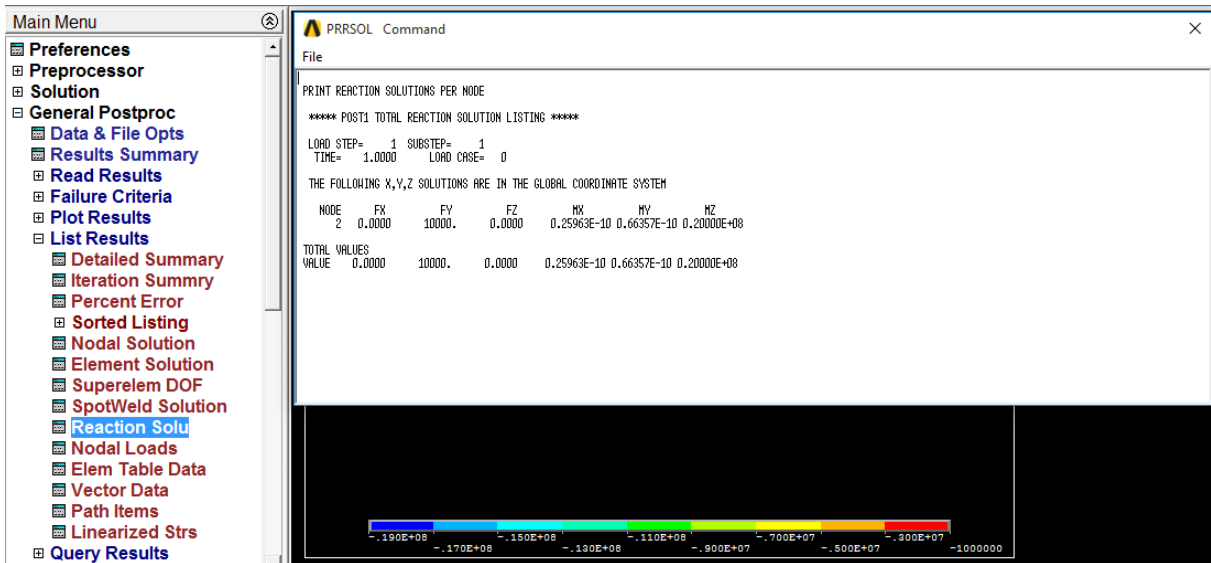 Main Menu
Preferences
Preprocessor
Solution
General Postproc
Data & File Opts
Results Summary
Read Results
Failure Criteria
Plot Results
List Results
Detailed Summary
Iteration Summry
Percent Error
Sorted Listing
Nodal Solution
Element Solution
Superelem DOF
SpotWeld Solution
Reaction Solu
Nodal Loads
Elem Table Data
Vector Data
Path Items
Linearized Strs
Query Results
PRRSOL Command
File
PRINT REACTION SOLUTIONS PER NODE
***** POST1 TOTAL REACTION SOLUTION LISTING *****
LOAD STEP= 1 SUBSTEP= 1
TIME= 1.0000 LOAD CASE= 0
THE FOLLOWING X,Y,Z SOLUTIONS ARE IN THE GLOBAL COORDINATE SYSTEM
NODE FX FY FZ MX MY MZ
2 0.0000 10000. 0.0000 0.25963E-10 0.66357E-10 0.20000E+08
TOTAL VALUES
VALUE 0.0000 10000. 0.0000 0.25963E-10 0.66357E-10 0.20000E+08
-.190E+08 -.150E+08 -.110E+08 -.700E+07 -.300E+07
-.170E+08 -.130E+08 -.900E+07 -.500E+07 -1000000